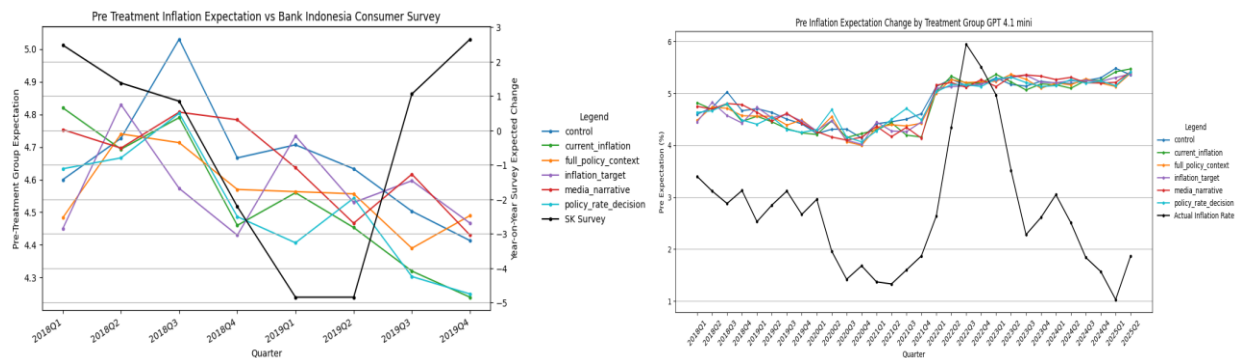 Pre Treatment Inflation Expectation vs Bank Indonesia Consumer Survey
Pre-Treatment Group Expectation
5.0
4.9
4.8
4.7
4.6
4.5
4.4
4.3
3
2
1
0
−1
−2
−3
−4
−5
Year-on-Year Survey Expected Change
2018Q1
2018Q2
2018Q3
2018Q4
2019Q1
2019Q2
2019Q3
2019Q4
Quarter
Legend
control
current_inflation
full_policy_context
inflation_target
media_narrative
policy_rate_decision
SK Survey
Pre Inflation Expectation Change by Treatment Group GPT 4.1 mini
Pre Expectation (%)
6
5
4
3
2
1
2018Q1
2018Q2
2018Q3
2018Q4
2019Q1
2019Q2
2019Q3
2019Q4
2020Q1
2020Q2
2020Q3
2020Q4
2021Q1
2021Q2
2021Q3
2021Q4
2022Q1
2022Q2
2022Q3
2022Q4
2023Q1
2023Q2
2023Q3
2023Q4
2024Q1
2024Q2
2024Q3
2024Q4
2025Q1
2025Q2
Quarter
Legend
control
current_inflation
full_policy_context
inflation_target
media_narrative
policy_rate_decision
Actual Inflation Rate